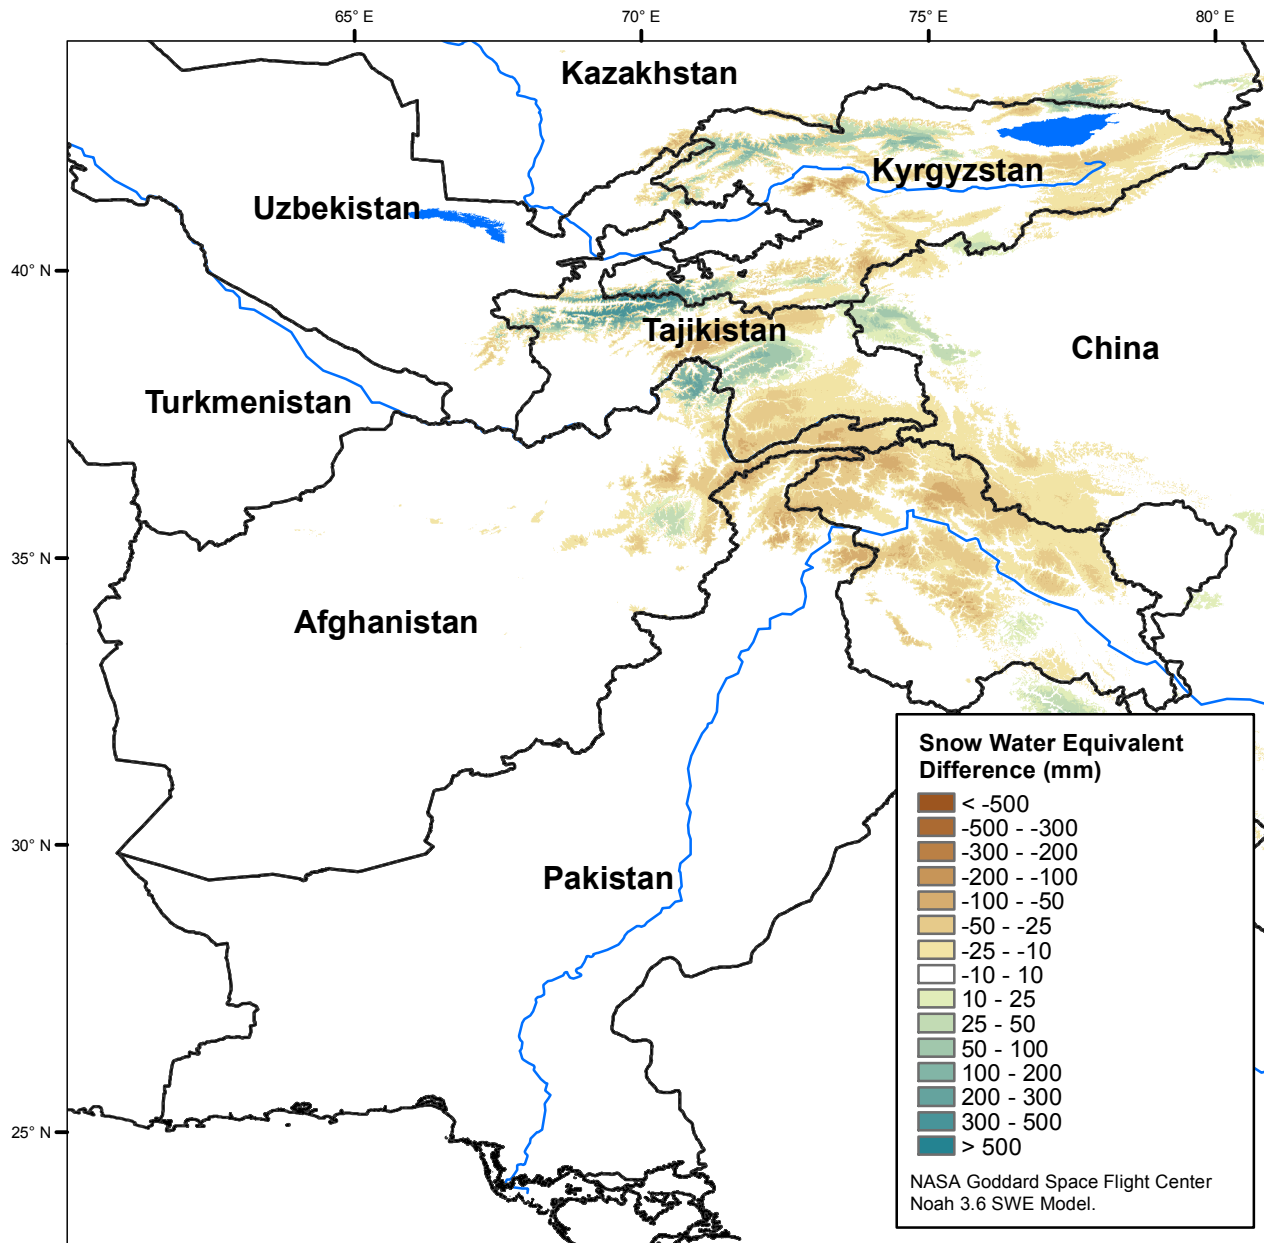 65° E
70° E
75° E
80° E
Kazakhstan
Kyrgyzstan
Uzbekistan
40° N
Tajikistan
China
Turkmenistan
35° N
Afghanistan
30° N
Pakistan
25° N
Snow Water Equivalent
Difference (mm)
< -500
-500 - -300
-300 - -200
-200 - -100
-100 - -50
-50 - -25
-25 - -10
-10 - 10
10 - 25
25 - 50
50 - 100
100 - 200
200 - 300
300 - 500
> 500
NASA Goddard Space Flight Center
Noah 3.6 SWE Model.